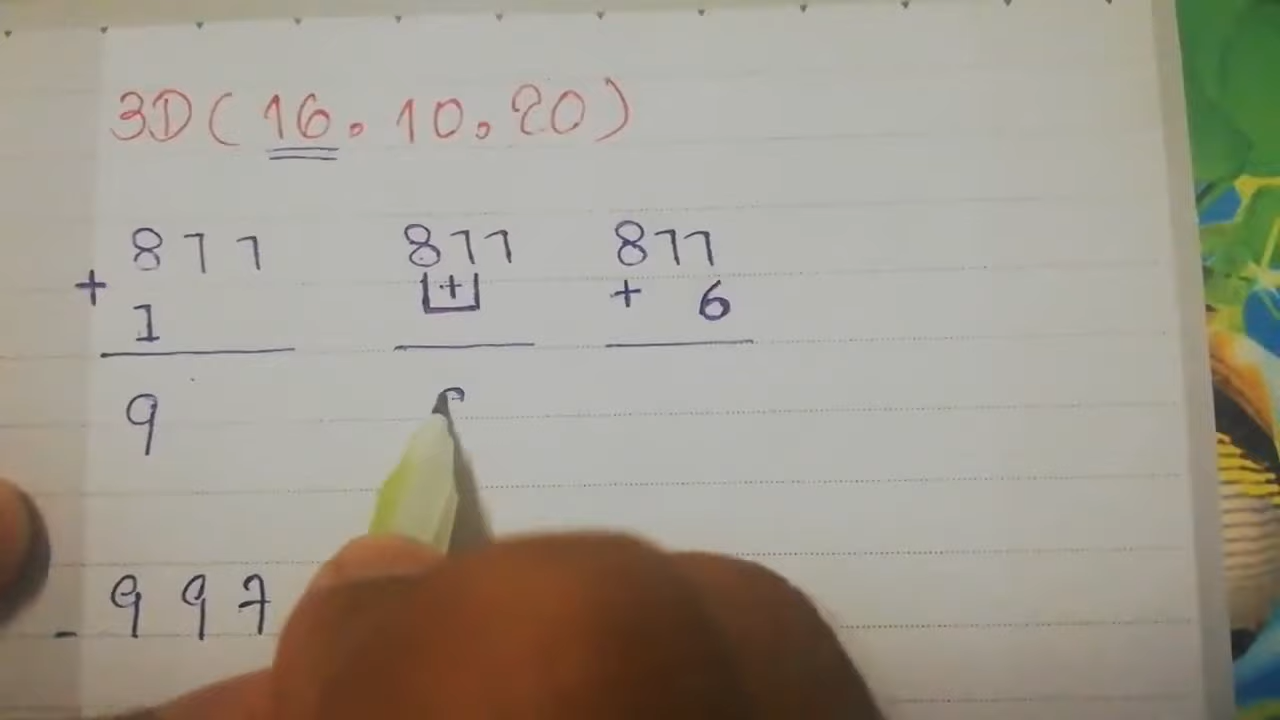 3D(16.10.20)
877 877 877
+ 1 + + 6
9
- 997